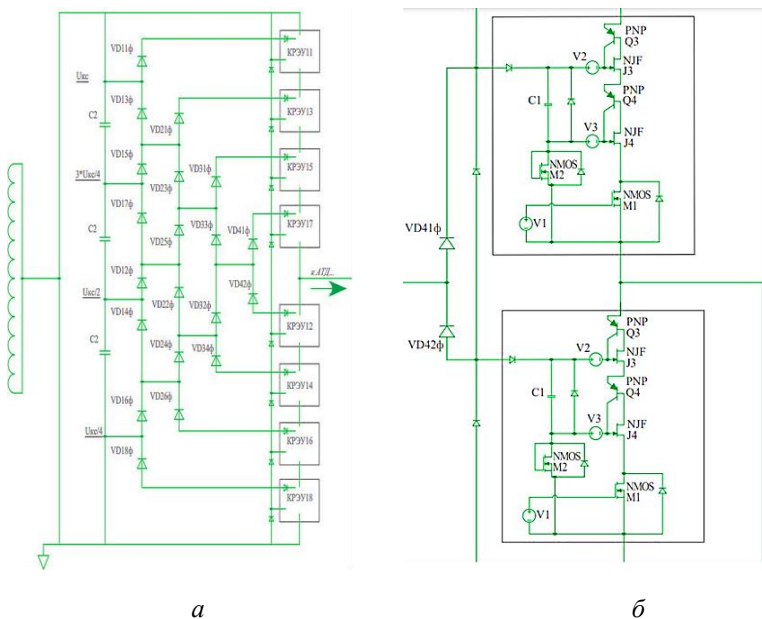 VD11ф
КРЭУ11
Uкс
VD13ф
C2
VD21ф
КРЭУ13
VD15ф
VD31ф
КРЭУ15
3*Uкс/4
VD23ф
VD17ф
VD41ф
КРЭУ17
C2
VD33ф
VD25ф
к АТД..
VD12ф
VD42ф
Uкс/2
VD22ф
VD32ф
КРЭУ12
VD14ф
C2
VD24ф
VD34ф
КРЭУ14
VD16ф
VD26ф
КРЭУ16
Uкс/4
VD18ф
КРЭУ18
а
PNP
Q3
V2
NJF
J3
PNP
Q4
C1
V3
NJF
J4
NMOS
M2
NMOS
M1
V1
VD41ф
VD42ф
PNP
Q3
V2
NJF
J3
PNP
Q4
C1
V3
NJF
J4
NMOS
M2
NMOS
M1
V1
б